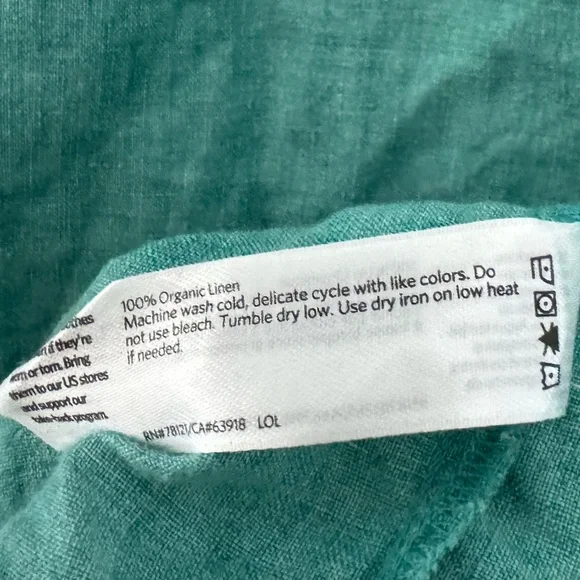 100% Organic Linen
Machine wash cold, delicate cycle with like colors. Do
not use bleach. Tumble dry low. Use dry iron on low heat
if needed.
RN#78121/CA#63918 LOL
if they're
or torn. Bring
them to our US stores
and support our
take-back program.